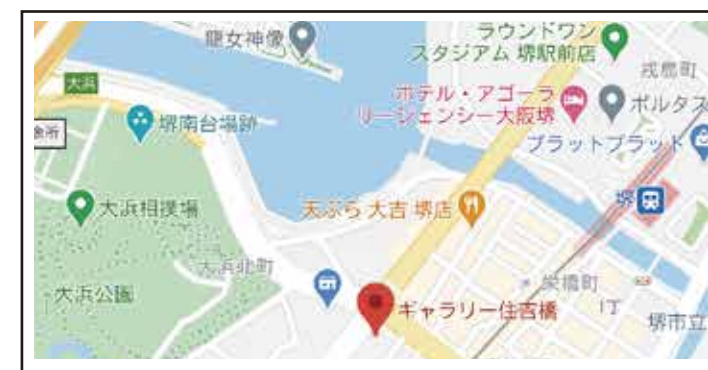 龍女神像
ラウンドワン
スタジアム 堺駅前店
戎島町
大浜
ホテル・アゴーラ
リージェンシー大阪堺
ポルタス
堺南台場跡
プラットプラット
大浜相撲場
天ぷら 大吉 堺店
堺
大浜北町
栄橋町
大浜公園
ギャラリー住吉橋
1丁
堺市立